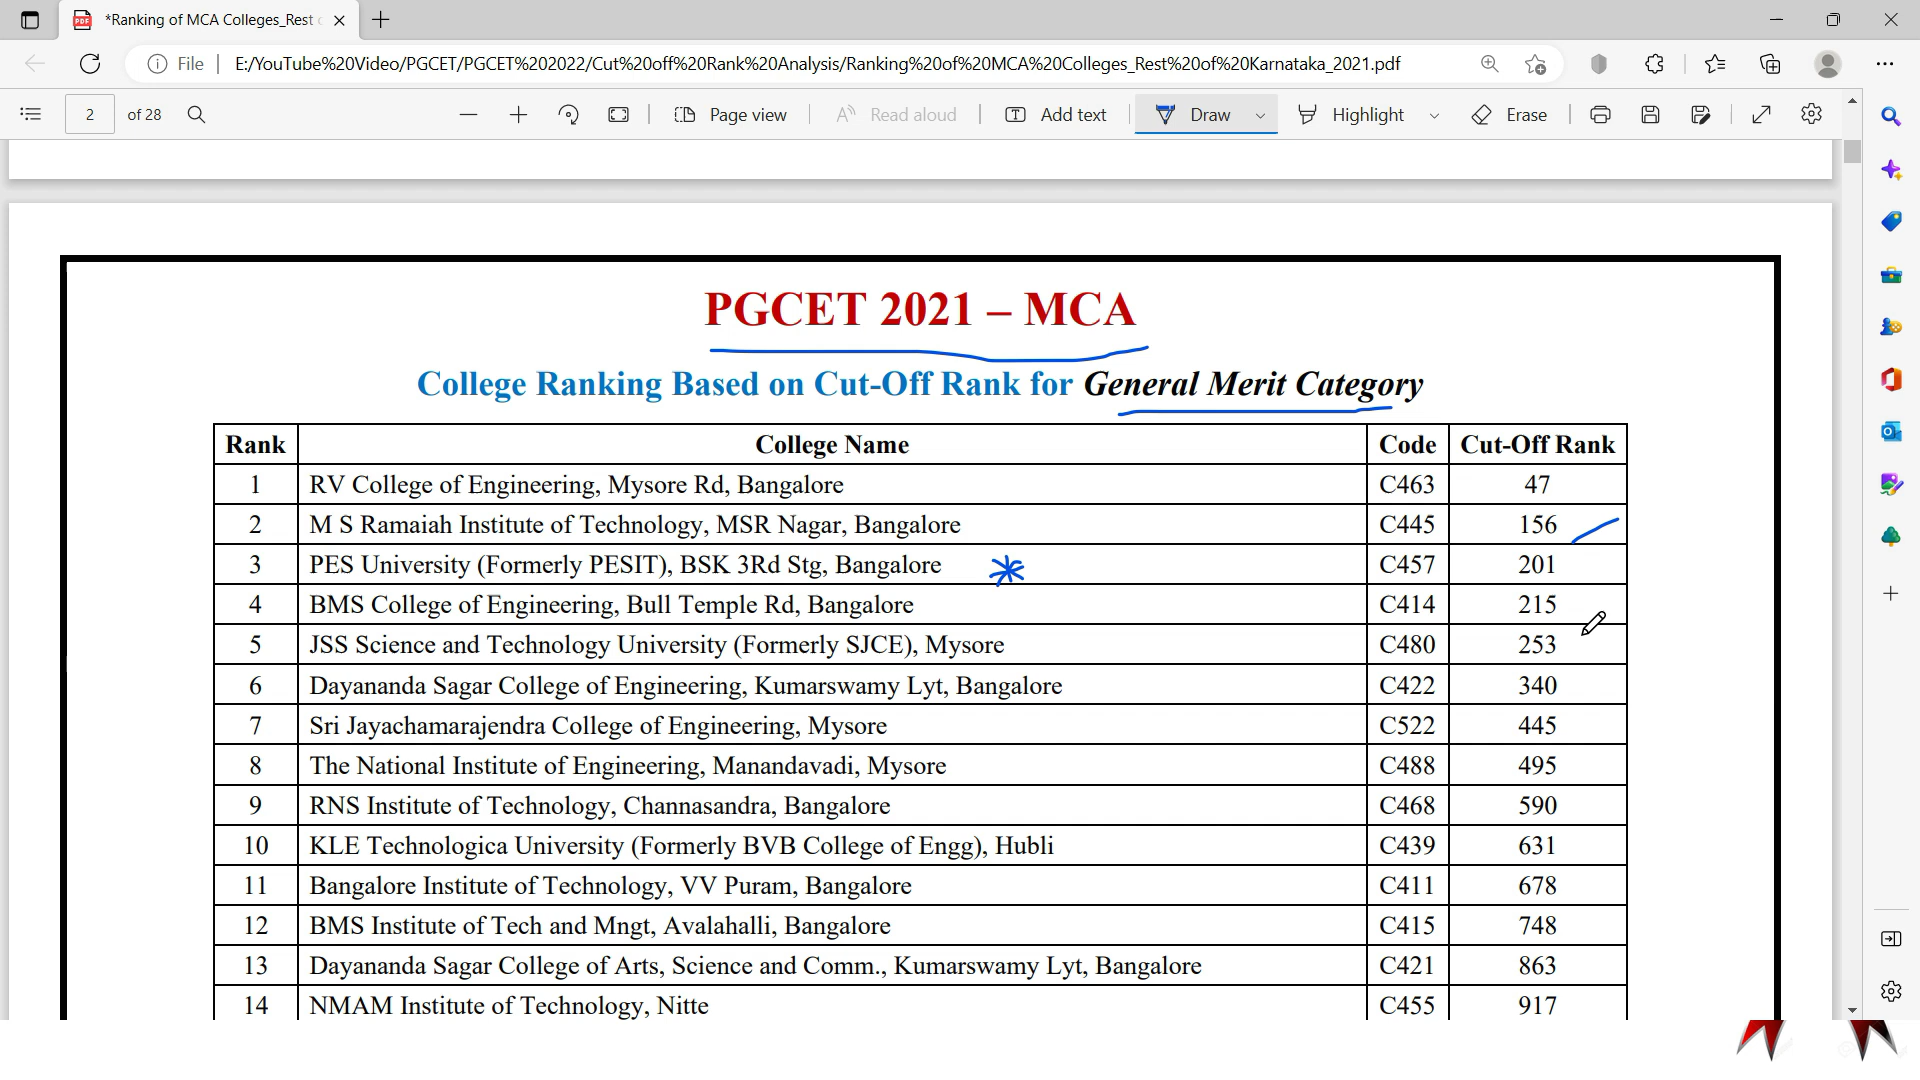 *Ranking of MCA Colleges_Rest
File
E:/YouTube%20Video/PGCET/PGCET%202022/Cut%20off%20Rank%20Analysis/Ranking%20of%20MCA%20Colleges_Rest%20of%20Karnataka_2021.pdf
2 of 28 Page view Read aloud Add text Draw Highlight Erase
PGCET 2021 – MCA
College Ranking Based on Cut-Off Rank for General Merit Category
Rank College Name Code Cut-Off Rank
1 RV College of Engineering, Mysore Rd, Bangalore C463 47
2 M S Ramaiah Institute of Technology, MSR Nagar, Bangalore C445 156
3 PES University (Formerly PESIT), BSK 3Rd Stg, Bangalore C457 201
4 BMS College of Engineering, Bull Temple Rd, Bangalore C414 215
5 JSS Science and Technology University (Formerly SJCE), Mysore C480 253
6 Dayananda Sagar College of Engineering, Kumarswamy Lyt, Bangalore C422 340
7 Sri Jayachamarajendra College of Engineering, Mysore C522 445
8 The National Institute of Engineering, Manandavadi, Mysore C488 495
9 RNS Institute of Technology, Channasandra, Bangalore C468 590
10 KLE Technologica University (Formerly BVB College of Engg), Hubli C439 631
11 Bangalore Institute of Technology, VV Puram, Bangalore C411 678
12 BMS Institute of Tech and Mngt, Avalahalli, Bangalore C415 748
13 Dayananda Sagar College of Arts, Science and Comm., Kumarswamy Lyt, Bangalore C421 863
14 NMAM Institute of Technology, Nitte C455 917